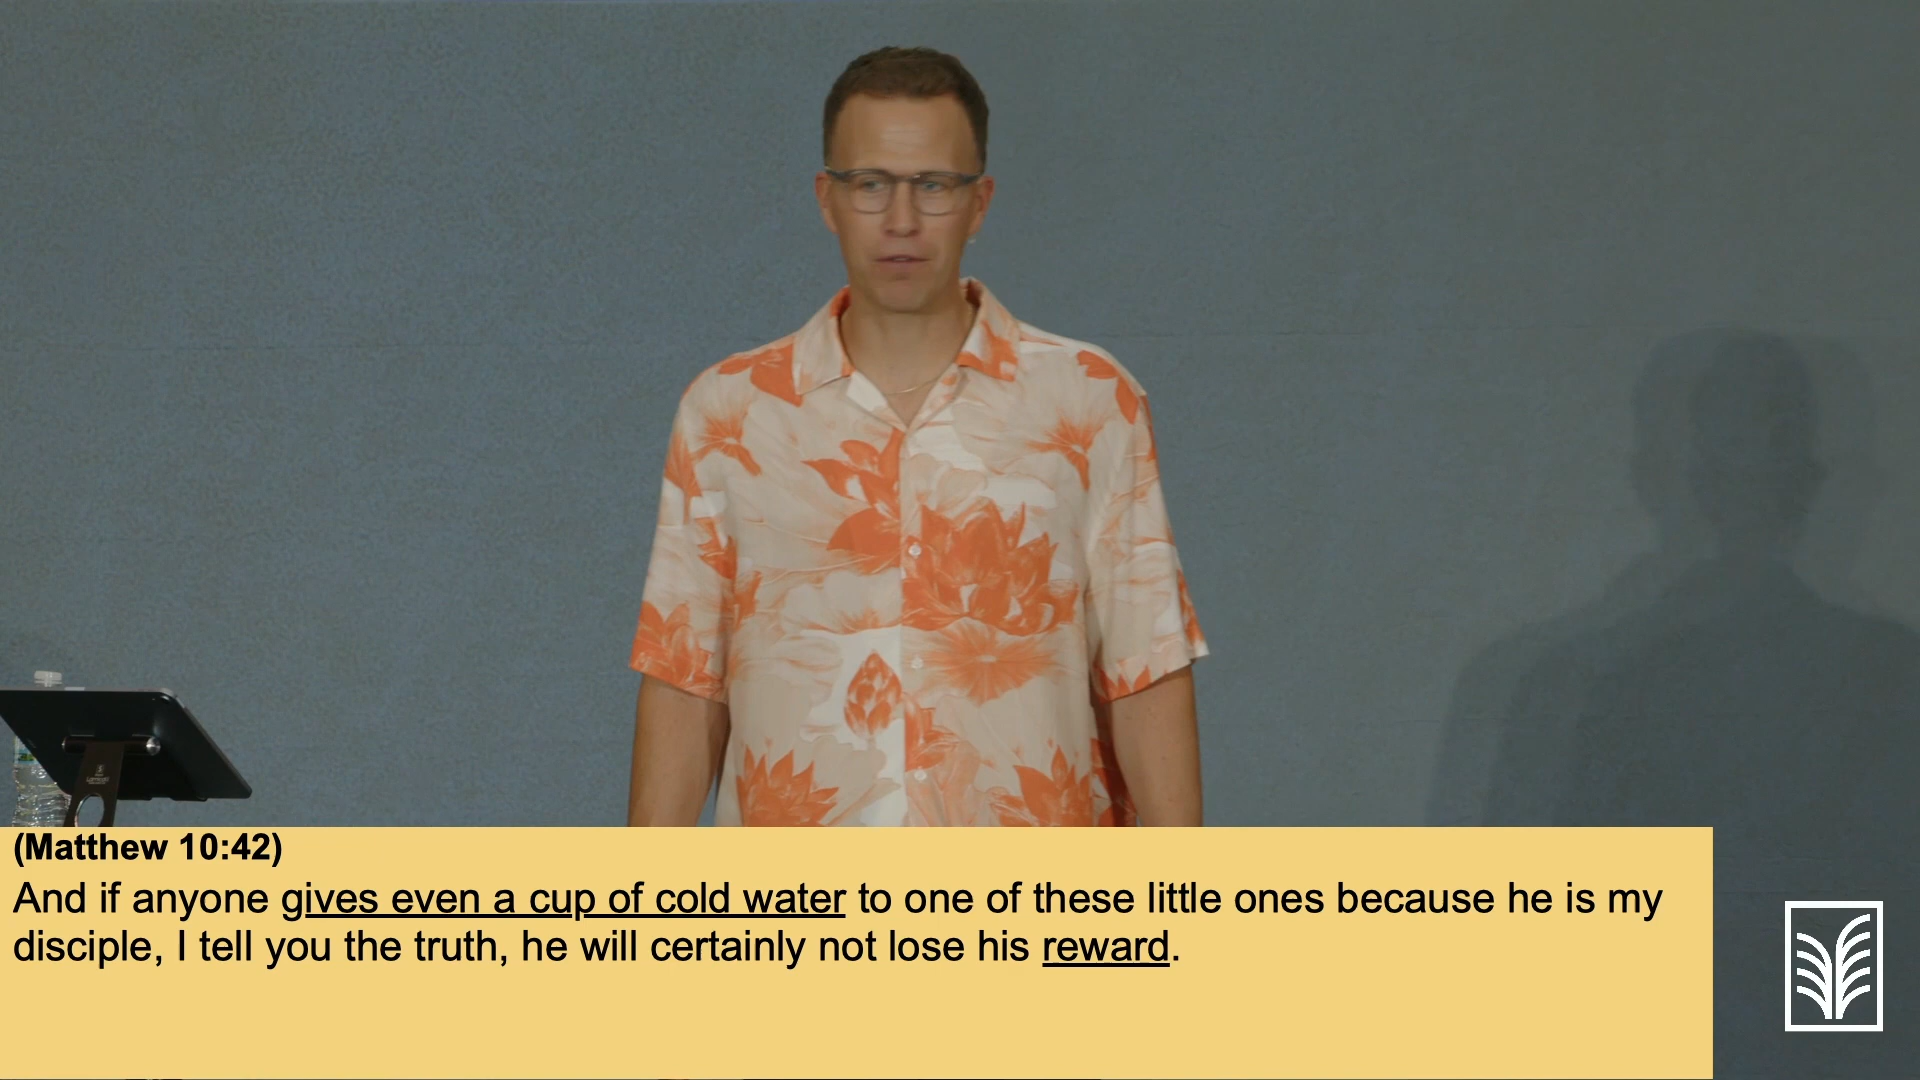 (Matthew 10:42)
And if anyone gives even a cup of cold water to one of these little ones because he is my
disciple, I tell you the truth, he will certainly not lose his reward.